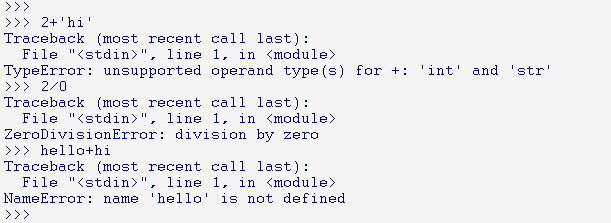 >>>
>>> 2+'hi'
Traceback (most recent call last):
  File "<stdin>", line 1, in <module>
TypeError: unsupported operand type(s) for +: 'int' and 'str'
>>> 2/0
Traceback (most recent call last):
  File "<stdin>", line 1, in <module>
ZeroDivisionError: division by zero
>>> hello+hi
Traceback (most recent call last):
  File "<stdin>", line 1, in <module>
NameError: name 'hello' is not defined
>>>